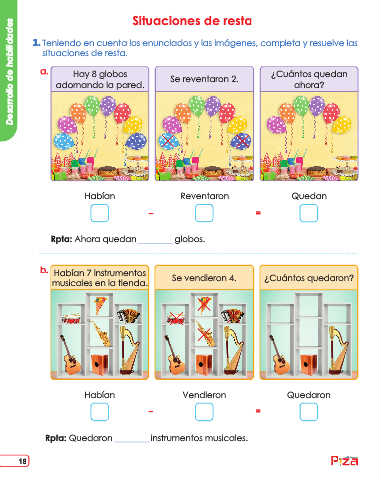 Desarrollo de habilidades
Situaciones de resta
1. Teniendo en cuenta los enunciados y las imágenes, completa y resuelve las
situaciones de resta.
a.
Hay 8 globos
adornando la pared.
Se reventaron 2.
¿Cuántos quedan
ahora?
Habían
Reventaron
Quedan
–
=
Rpta: Ahora quedan ________ globos.
b.
Habían 7 instrumentos
musicales en la tienda.
Se vendieron 4.
¿Cuántos quedaron?
Habían
Vendieron
Quedaron
–
=
Rpta: Quedaron ________ instrumentos musicales.
18
Piza